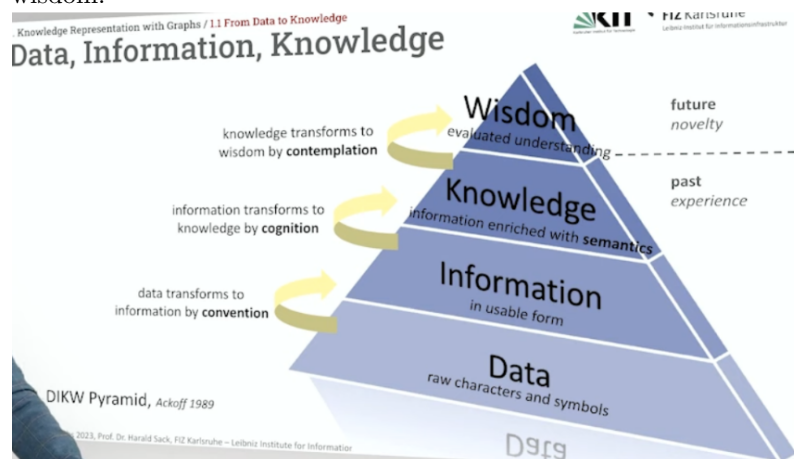 wisdom.
. Knowledge Representation with Graphs / 1.1 From Data to Knowledge
Data, Information, Knowledge
KIT
FIZ Karlsruhe
Leibniz Institut für Informationsinfrastruktur
Wisdom
evaluated understanding
knowledge transforms to
wisdom by contemplation
future
novelty
past
experience
Knowledge
information enriched with semantics
information transforms to
knowledge by cognition
Information
in usable form
data transforms to
information by convention
Data
raw characters and symbols
DIKW Pyramid, Ackoff 1989
2023, Prof. Dr. Harald Sack, FIZ Karlsruhe – Leibniz Institute for Informatior
Data